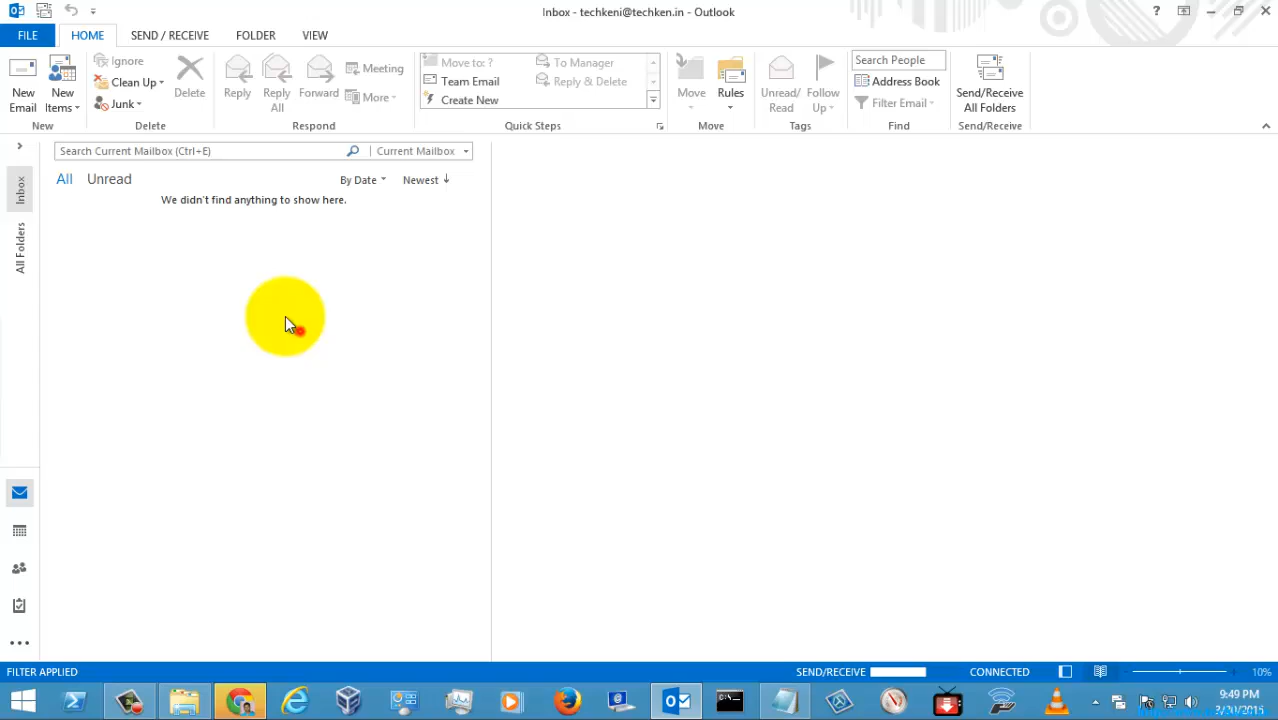 Inbox - techkeni@techken.in - Outlook
FILE HOME SEND / RECEIVE FOLDER VIEW
New Email
New Items
Ignore
Clean Up
Junk
Delete
Reply
Reply All
Forward
Meeting
More
Move to: ?
Team Email
Create New
To Manager
Reply & Delete
Move
Rules
Unread/ Read
Follow Up
Search People
Address Book
Filter Email
Send/Receive All Folders
New Delete Respond Quick Steps Move Tags Find Send/Receive
Search Current Mailbox (Ctrl+E) Current Mailbox
All Unread By Date Newest
We didn't find anything to show here.
Inbox
All Folders
FILTER APPLIED SEND/RECEIVE CONNECTED 10%
9:49 PM